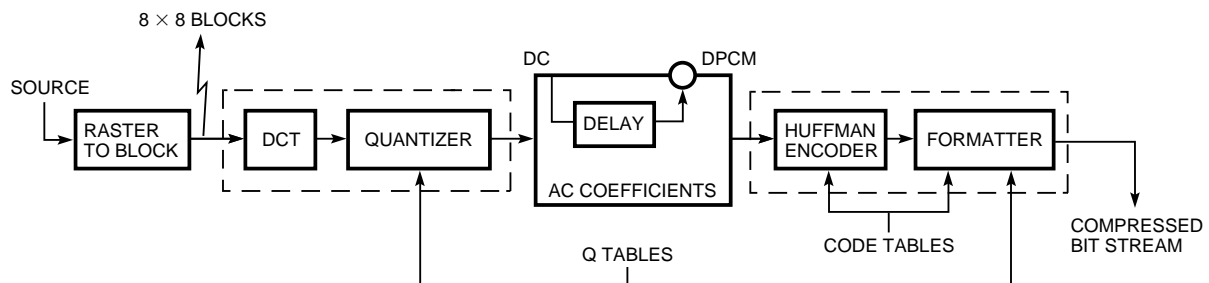 8 × 8 BLOCKS
SOURCE
RASTER
TO BLOCK
DCT
QUANTIZER
DC
DPCM
DELAY
AC COEFFICIENTS
HUFFMAN
ENCODER
FORMATTER
CODE TABLES
COMPRESSED
BIT STREAM
Q TABLES